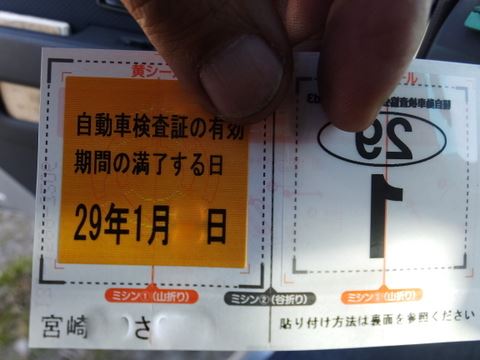 黄シー
自動車検査証の有効
期間の満了する日
29年1月 日
ール
29
1
ミシン①(山折り)
ミシン②(谷折り)
ミシン③(山折り)
宮崎 さ
貼り付け方法は裏面を参照ください